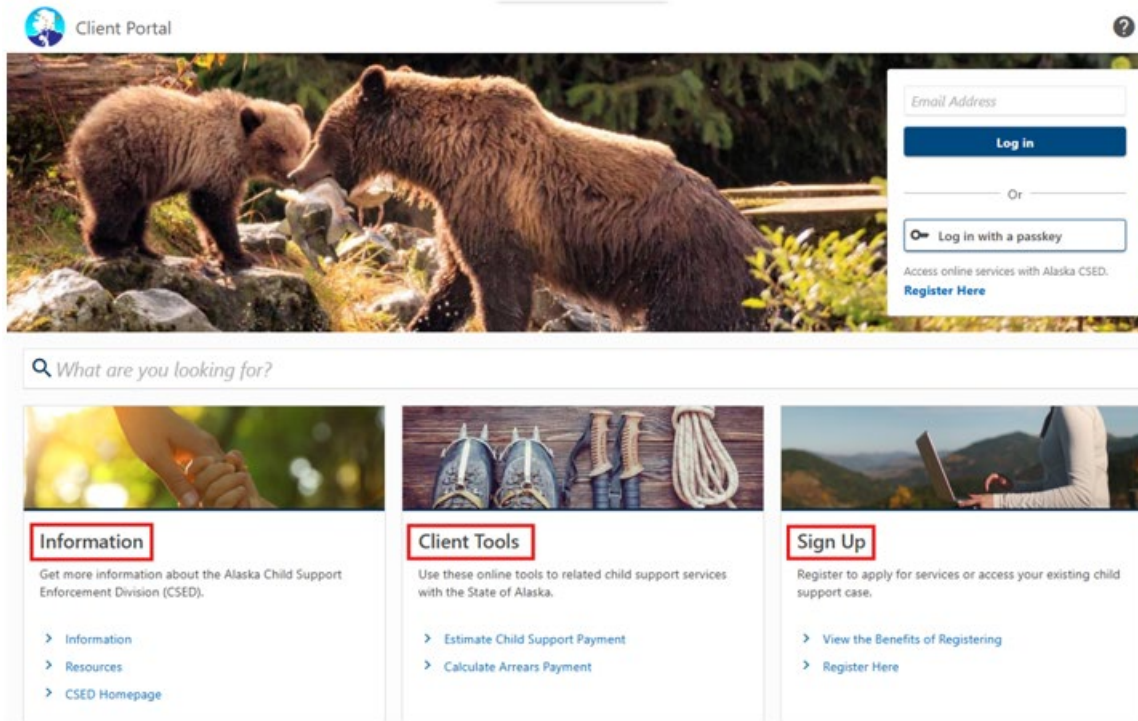 Client Portal
?
Email Address
Log in
Or
Log in with a passkey
Access online services with Alaska CSED.
Register Here
What are you looking for?
Information
Get more information about the Alaska Child Support
Enforcement Division (CSED).
Information
Resources
CSED Homepage
Client Tools
Use these online tools to related child support services
with the State of Alaska.
Estimate Child Support Payment
Calculate Arrears Payment
Sign Up
Register to apply for services or access your existing child
support case.
View the Benefits of Registering
Register Here